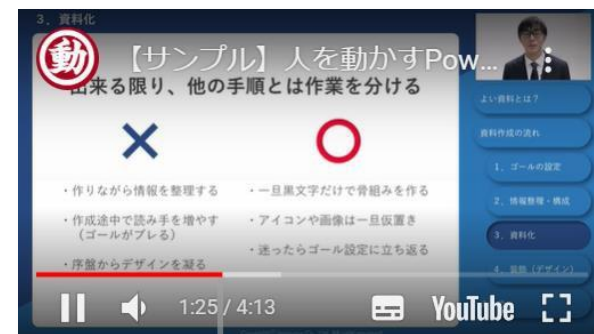 3. 資料化
動
【サンプル】人を動かすPow...
出来る限り、他の手順とは作業を分ける
・作りながら情報を整理する
・作成途中で読み手を増やす
（ゴールがブレる）
・序盤からデザインを凝る
・一旦黒文字だけで骨組みを作る
・アイコンや画像は一旦仮置き
・迷ったらゴール設定に立ち返る
よい資料とは？
資料作成の流れ
1. ゴールの設定
2. 情報整理・構成
3. 資料化
4. 装飾（デザイン）
1:25 / 4:13
YouTube